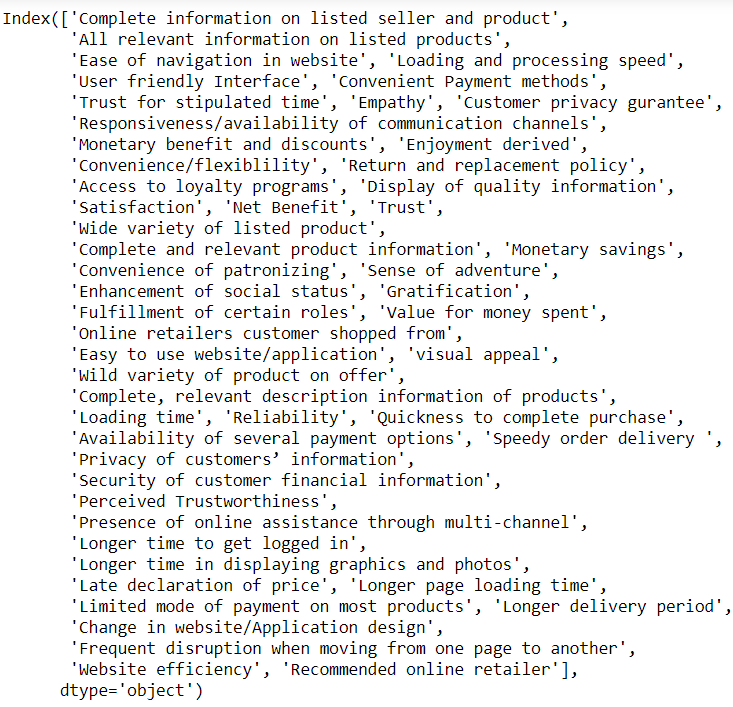 Index(['Complete information on listed seller and product',
'All relevant information on listed products',
'Ease of navigation in website', 'Loading and processing speed',
'User friendly Interface', 'Convenient Payment methods',
'Trust for stipulated time', 'Empathy', 'Customer privacy gurantee',
'Responsiveness/availability of communication channels',
'Monetary benefit and discounts', 'Enjoyment derived',
'Convenience/flexiblility', 'Return and replacement policy',
'Access to loyalty programs', 'Display of quality information',
'Satisfaction', 'Net Benefit', 'Trust',
'Wide variety of listed product',
'Complete and relevant product information', 'Monetary savings',
'Convenience of patronizing', 'Sense of adventure',
'Enhancement of social status', 'Gratification',
'Fulfillment of certain roles', 'Value for money spent',
'Online retailers customer shopped from',
'Easy to use website/application', 'visual appeal',
'Wild variety of product on offer',
'Complete, relevant description information of products',
'Loading time', 'Reliability', 'Quickness to complete purchase',
'Availability of several payment options', 'Speedy order delivery ',
'Privacy of customers’ information',
'Security of customer financial information',
'Perceived Trustworthiness',
'Presence of online assistance through multi-channel',
'Longer time to get logged in',
'Longer time in displaying graphics and photos',
'Late declaration of price', 'Longer page loading time',
'Limited mode of payment on most products', 'Longer delivery period',
'Change in website/Application design',
'Frequent disruption when moving from one page to another',
'Website efficiency', 'Recommended online retailer'],
dtype='object')